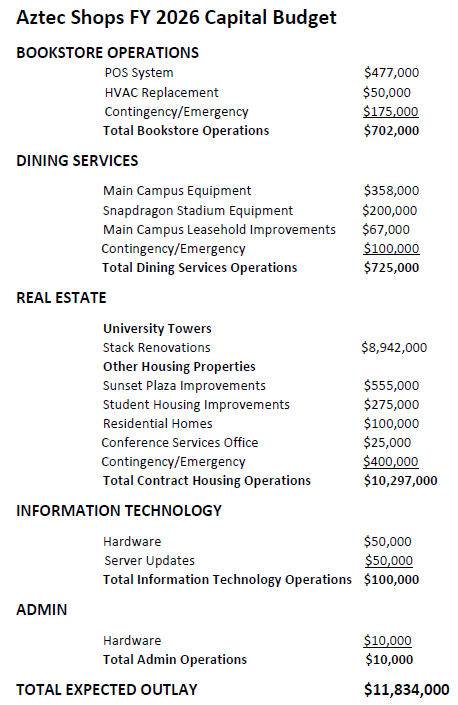 Aztec Shops FY 2026 Capital Budget
BOOKSTORE OPERATIONS
POS System $477,000
HVAC Replacement $50,000
Contingency/Emergency $175,000
Total Bookstore Operations $702,000
DINING SERVICES
Main Campus Equipment $358,000
Snapdragon Stadium Equipment $200,000
Main Campus Leasehold Improvements $67,000
Contingency/Emergency $100,000
Total Dining Services Operations $725,000
REAL ESTATE
University Towers
Stack Renovations $8,942,000
Other Housing Properties
Sunset Plaza Improvements $555,000
Student Housing Improvements $275,000
Residential Homes $100,000
Conference Services Office $25,000
Contingency/Emergency $400,000
Total Contract Housing Operations $10,297,000
INFORMATION TECHNOLOGY
Hardware $50,000
Server Updates $50,000
Total Information Technology Operations $100,000
ADMIN
Hardware $10,000
Total Admin Operations $10,000
TOTAL EXPECTED OUTLAY $11,834,000